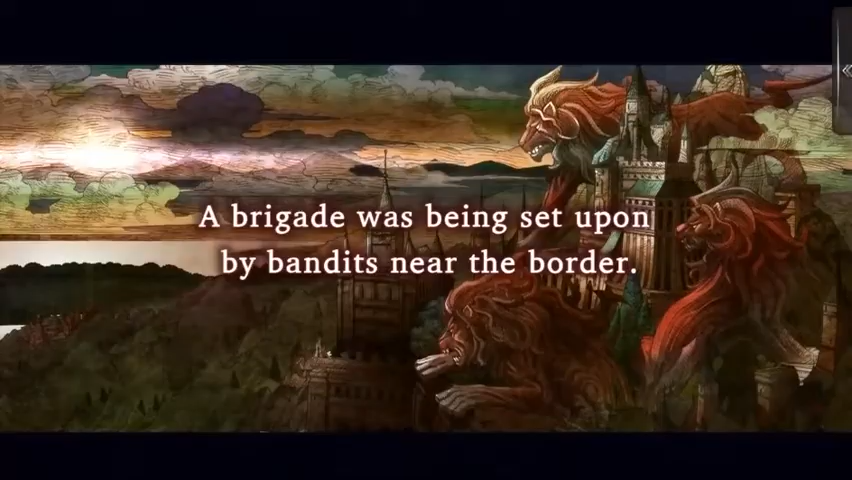 A brigade was being set upon
by bandits near the border.